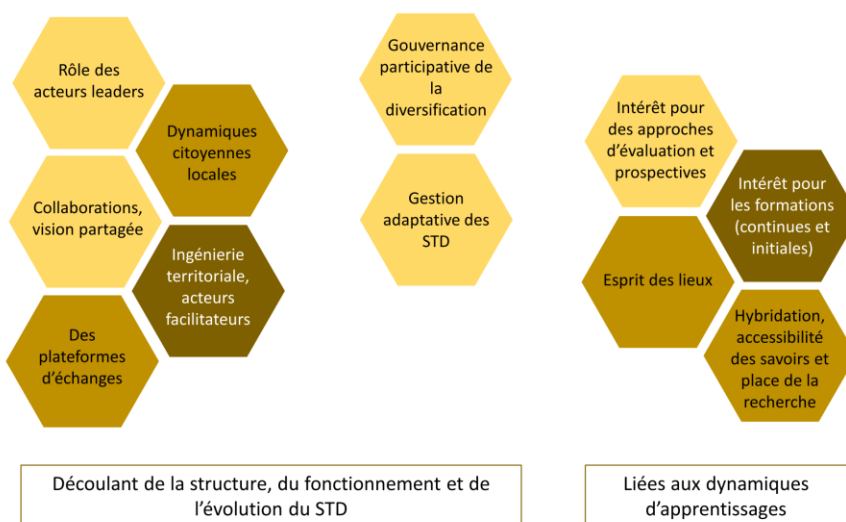 Rôle des
acteurs leaders
Dynamiques
citoyennes
locales
Collaborations,
vision partagée
Ingénierie
territoriale,
acteurs
facilitateurs
Des
plateformes
d'échanges
Gouvernance
participative de
la
diversification
Gestion
adaptative des
STD
Intérêt pour
des approches
d'évaluation et
prospectives
Intérêt pour
les formations
(continues et
initiales)
Esprit des lieux
Hybridation,
accessibilité
des savoirs et
place de la
recherche
Découlant de la structure, du fonctionnement et de
l'évolution du STD
Liées aux dynamiques
d'apprentissages